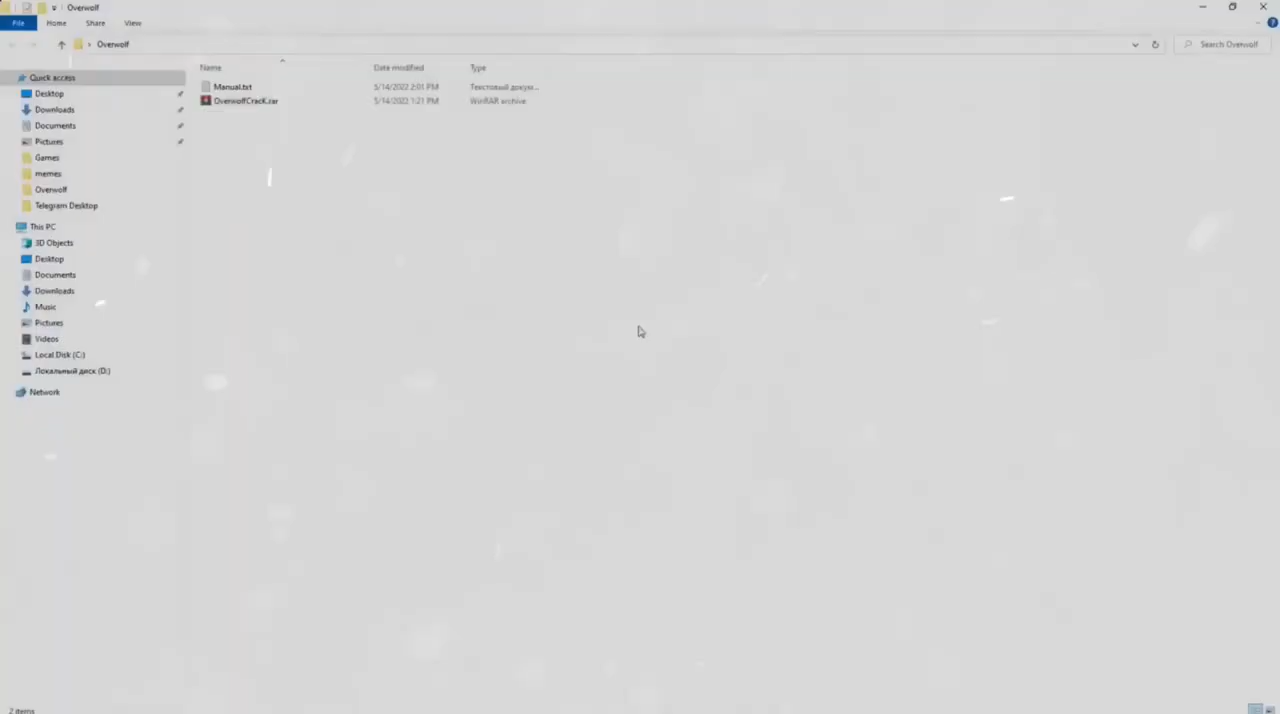 Overwolf
File Home Share View
Overwolf
Search Overwolf
Name Date modified Type
Quick access
Manual.txt 5/14/2022 2:01 PM Текстовый докум...
OverwolfCracK.rar 5/14/2022 1:21 PM WinRAR archive
Desktop
Downloads
Documents
Pictures
Games
memes
Overwolf
Telegram Desktop
This PC
3D Objects
Desktop
Documents
Downloads
Music
Pictures
Videos
Local Disk (C:)
Локальный диск (D:)
Network
2 items